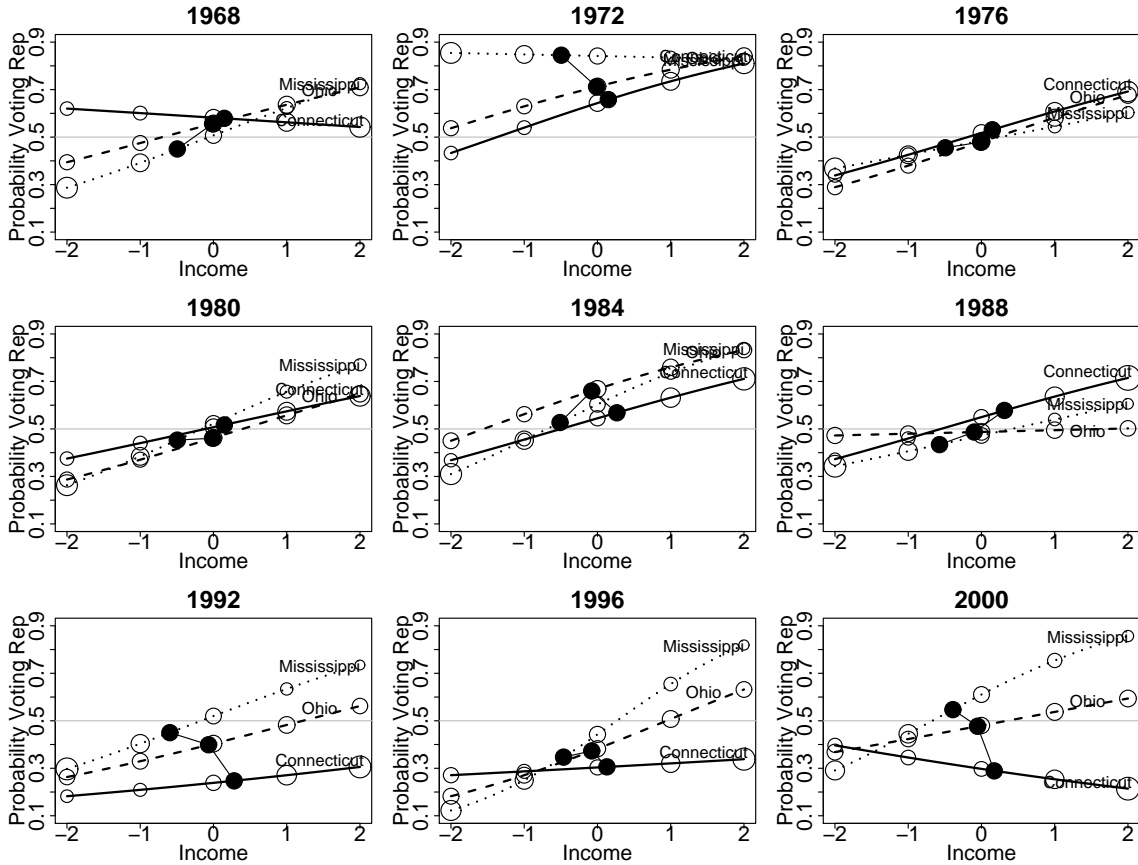 1968
Probability Voting Rep
0.1 0.3 0.5 0.7 0.9
Mississippi
Ohio
Connecticut
−2 −1 0 1 2
Income
1972
Probability Voting Rep
0.1 0.3 0.5 0.7 0.9
Connecticut
Ohio
Mississippi
−2 −1 0 1 2
Income
1976
Probability Voting Rep
0.1 0.3 0.5 0.7 0.9
Connecticut
Ohio
Mississippi
−2 −1 0 1 2
Income
1980
Probability Voting Rep
0.1 0.3 0.5 0.7 0.9
Mississippi
Connecticut
Ohio
−2 −1 0 1 2
Income
1984
Probability Voting Rep
0.1 0.3 0.5 0.7 0.9
Mississippi
Ohio
Connecticut
−2 −1 0 1 2
Income
1988
Probability Voting Rep
0.1 0.3 0.5 0.7 0.9
Connecticut
Mississippi
Ohio
−2 −1 0 1 2
Income
1992
Probability Voting Rep
0.1 0.3 0.5 0.7 0.9
Mississippi
Ohio
Connecticut
−2 −1 0 1 2
Income
1996
Probability Voting Rep
0.1 0.3 0.5 0.7 0.9
Mississippi
Ohio
Connecticut
−2 −1 0 1 2
Income
2000
Probability Voting Rep
0.1 0.3 0.5 0.7 0.9
Mississippi
Ohio
Connecticut
−2 −1 0 1 2
Income